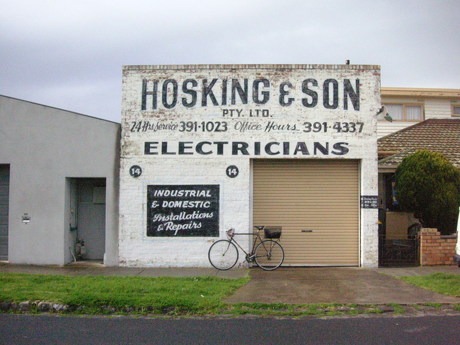 HOSKING & SON
PTY. LTD.
24 Hr. Service 391-1023 Office Hours 391-4337
ELECTRICIANS
14 14
INDUSTRIAL &
DOMESTIC
Installations
& Repairs